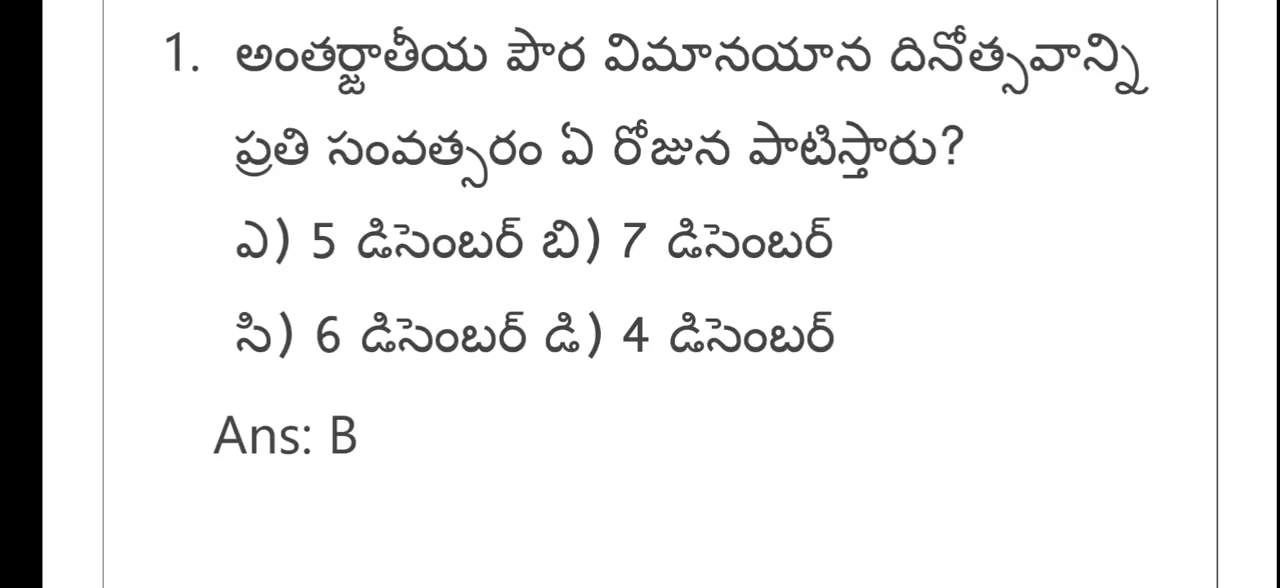 1. అంతర్జాతీయ పౌర విమానయాన దినోత్సవాన్ని
ప్రతి సంవత్సరం ఏ రోజున పాటిస్తారు?
ఎ) 5 డిసెంబర్ బి) 7 డిసెంబర్
సి) 6 డిసెంబర్ డి) 4 డిసెంబర్
Ans: B